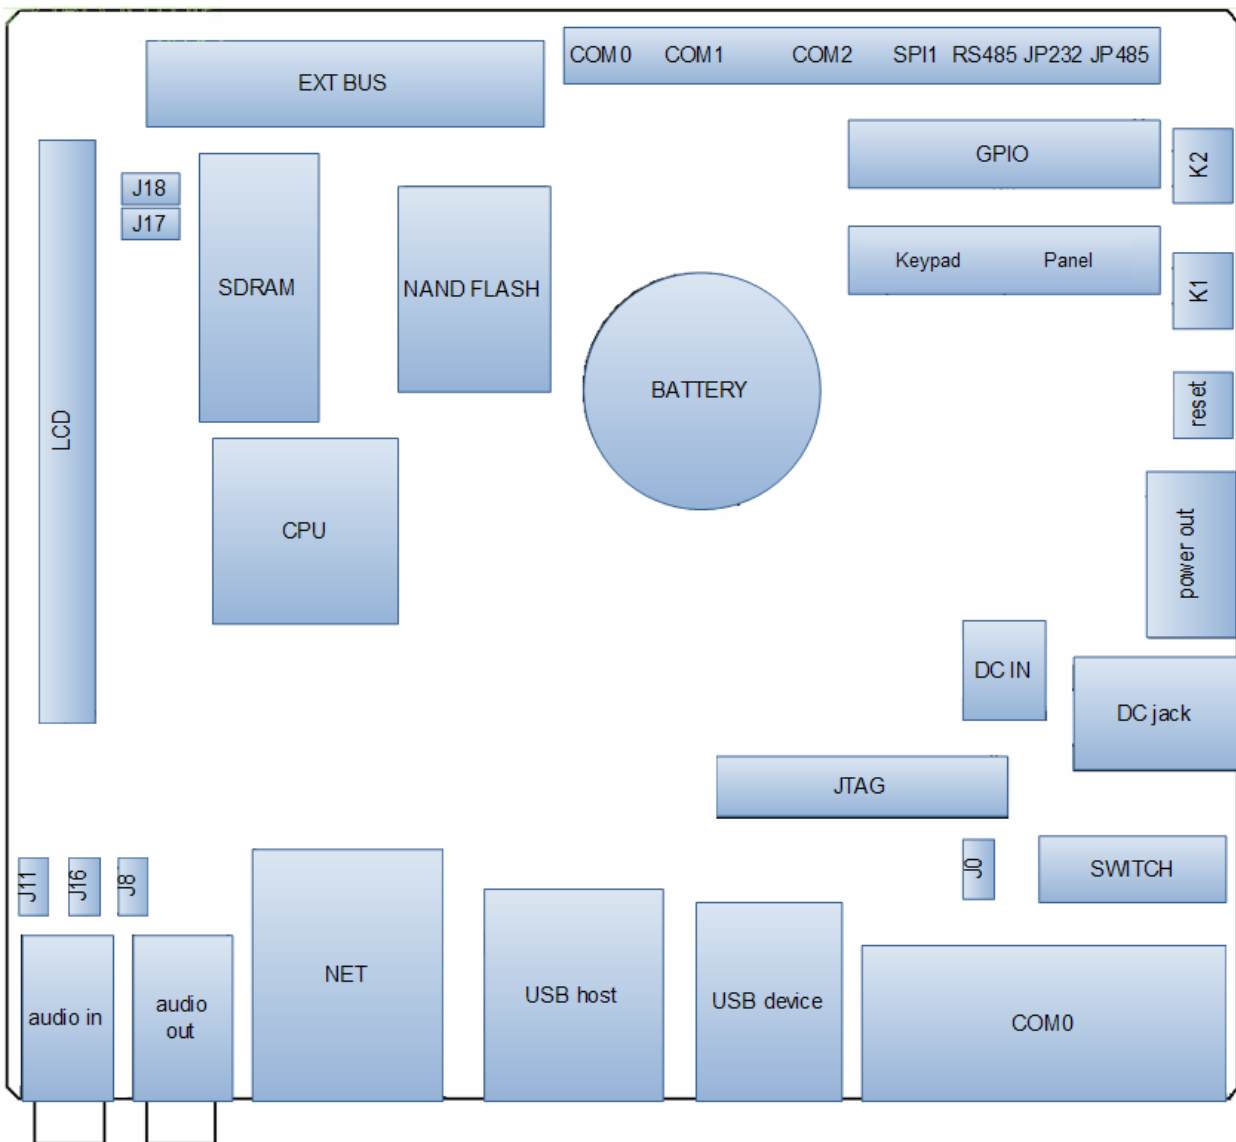 COM0 COM1 COM2 SPI1 RS485 JP232 JP485
EXT BUS
GPIO
K2
J18
J17
Keypad Panel
SDRAM
NAND FLASH
K1
BATTERY
reset
LCD
CPU
power out
DC IN
DC jack
JTAG
J11
J16
J8
J0
SWITCH
NET
USB host
USB device
audio in
audio
out
COM0